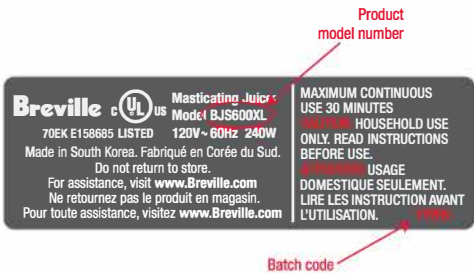 Product
model number
Breville c UL us
Masticating Juicer
Model BJS600XL
70EK E158685 LISTED 120V~ 60Hz 240W
Made in South Korea. Fabriqué en Corée du Sud.
Do not return to store.
For assistance, visit www.Breville.com
Ne retournez pas le produit en magasin.
Pour toute assistance, visitez www.Breville.com
MAXIMUM CONTINUOUS
USE 30 MINUTES
HOUSEHOLD USE
ONLY. READ INSTRUCTIONS
BEFORE USE.
USAGE
DOMESTIQUE SEULEMENT.
LIRE LES INSTRUCTION AVANT
L'UTILISATION.
Batch code